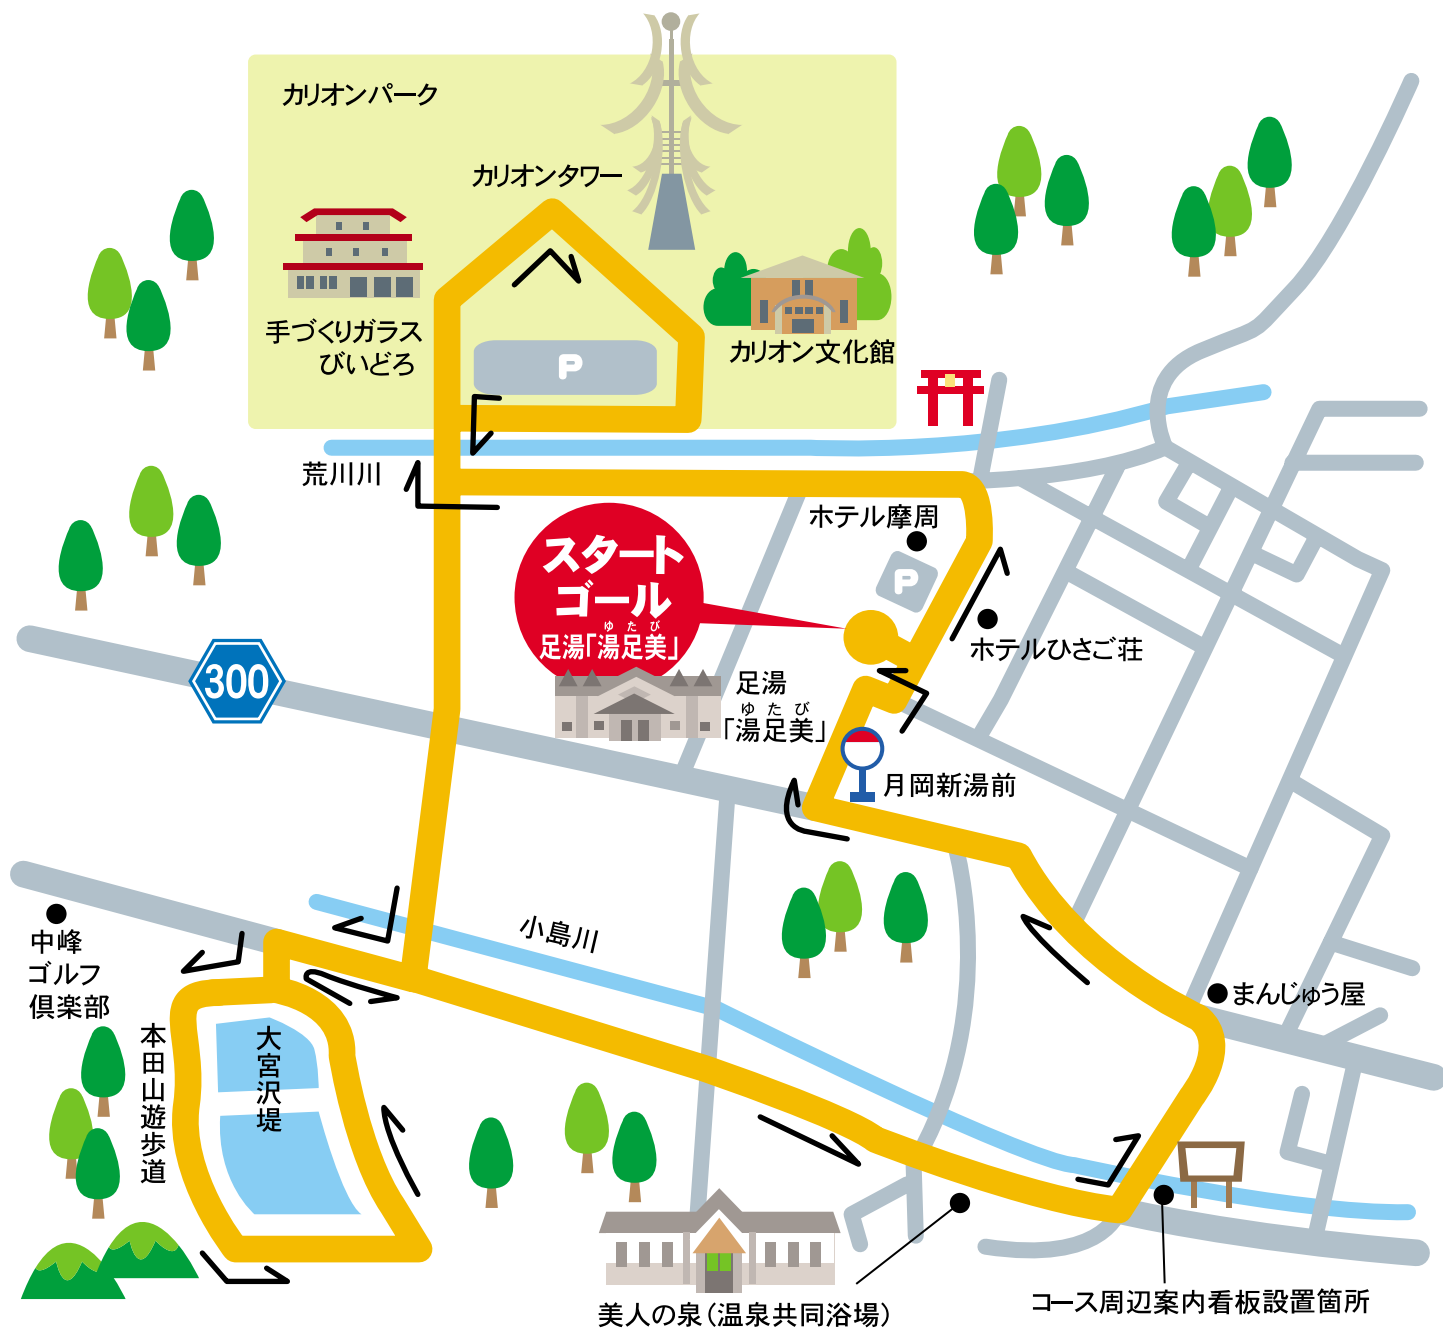 カリオンパーク
カリオンタワー
手づくりガラス
びいどろ
P
カリオン文化館
荒川川
ホテル摩周
スタート
ゴール
ゆたび
足湯「湯足美」
P
ホテルひさご荘
300
足湯
ゆたび
「湯足美」
月岡新湯前
小島川
中峰
ゴルフ
倶楽部
まんじゅう屋
本田山遊歩道
大宮沢堤
美人の泉(温泉共同浴場)
コース周辺案内看板設置箇所